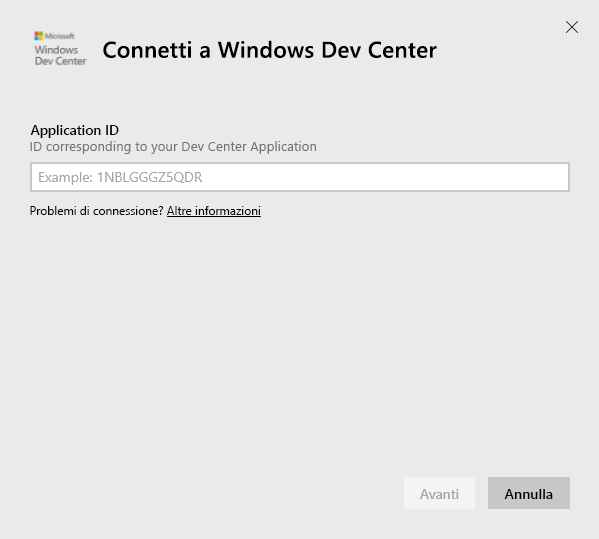 Microsoft
Windows
Dev Center
Connetti a Windows Dev Center
Application ID
ID corresponding to your Dev Center Application
Example: 1NBLGGGZ5QDR
Problemi di connessione? Altre informazioni
Avanti
Annulla